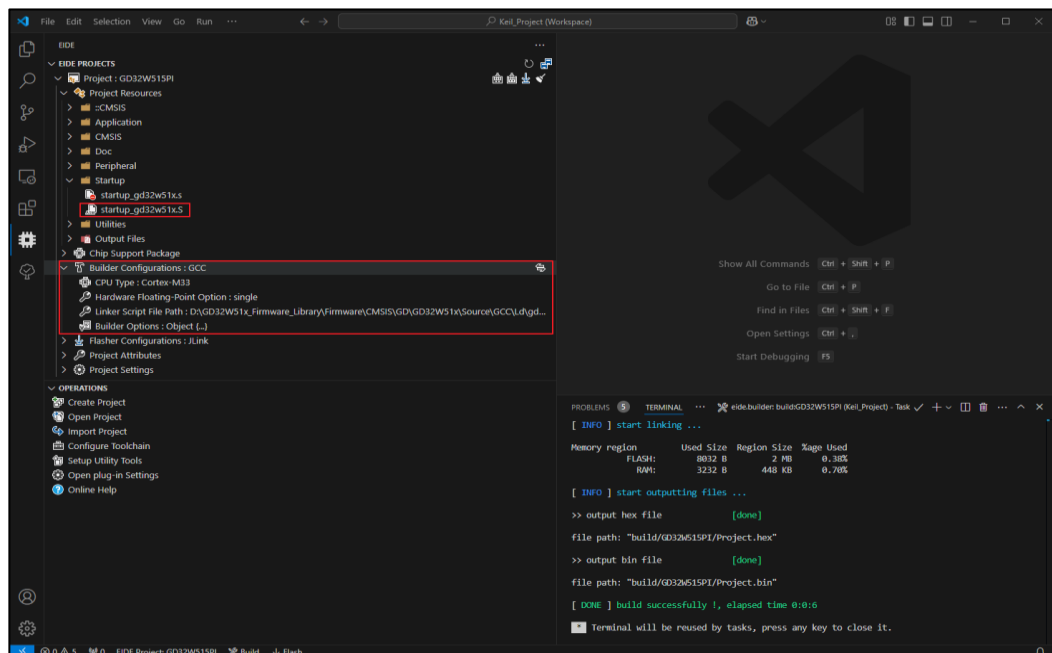 File Edit Selection View Go Run ··· Keil_Project (Workspace)
EIDE ···
EIDE PROJECTS
Project : GD32W515PI
Project Resources
::CMSIS
Application
CMSIS
Doc
Peripheral
Startup
startup_gd32w51x.s
startup_gd32w51x.S
Utilities
Output Files
Chip Support Package
Builder Configurations : GCC
CPU Type : Cortex-M33
Hardware Floating-Point Option : single
Linker Script File Path : D:\GD32W51x_Firmware_Library\Firmware\CMSIS\GD\GD32W51x\Source\GCC\Ld\gd...
Builder Options : Object {...}
Flasher Configurations : JLink
Project Attributes
Project Settings
OPERATIONS
Create Project
Open Project
Import Project
Configure Toolchain
Setup Utility Tools
Open plug-in Settings
Online Help
Show All Commands Ctrl + Shift + P
Go to File Ctrl + P
Find in Files Ctrl + Shift + F
Open Settings Ctrl + ,
Start Debugging F5
PROBLEMS 5 TERMINAL ··· eide.builder: build:GD32W515PI (Keil_Project) - Task
[ INFO ] start linking ...
Memory region Used Size Region Size %age Used
FLASH: 8032 B 2 MB 0.38%
RAM: 3232 B 448 KB 0.70%
[ INFO ] start outputting files ...
>> output hex file [done]
file path: "build/GD32W515PI/Project.hex"
>> output bin file [done]
file path: "build/GD32W515PI/Project.bin"
[ DONE ] build successfully !, elapsed time 0:0:6
* Terminal will be reused by tasks, press any key to close it.
0 5 0 EIDE Project: GD32W515PI Build Flash